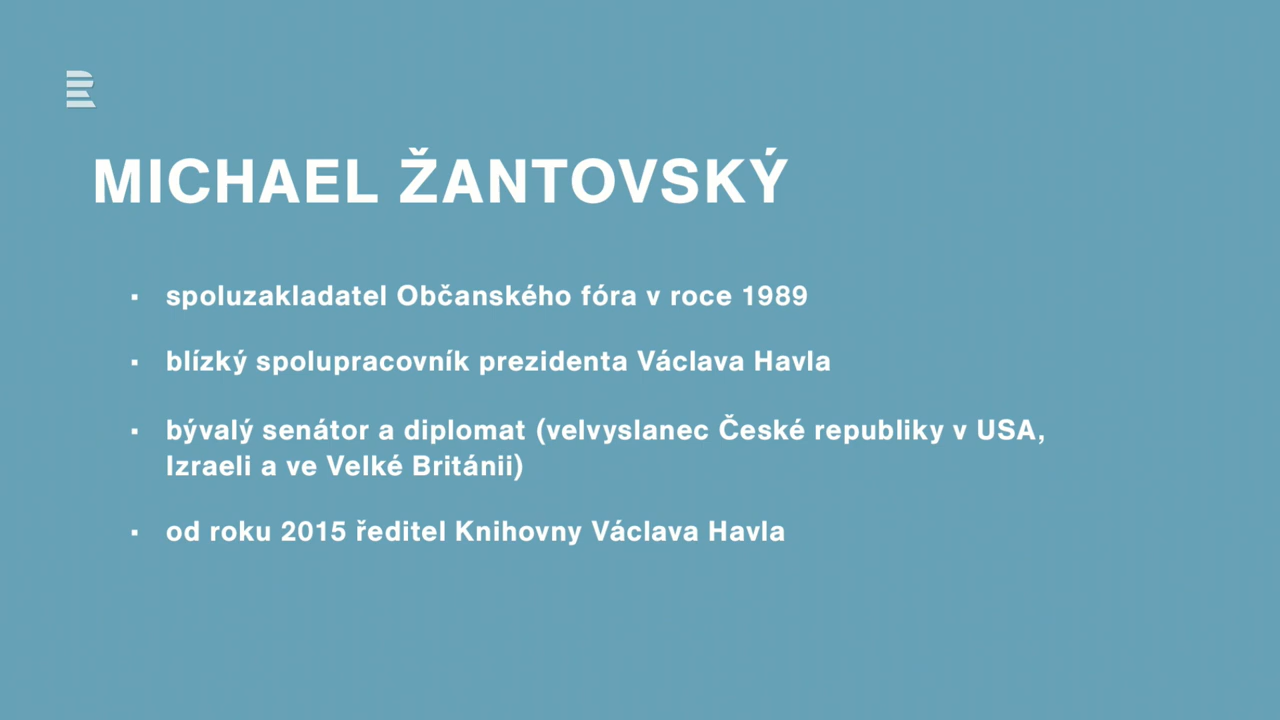 MICHAEL ŽANTOVSKÝ
▪ spoluzakladatel Občanského fóra v roce 1989
▪ blízký spolupracovník prezidenta Václava Havla
▪ bývalý senátor a diplomat (velvyslanec České republiky v USA,
Izraeli a ve Velké Británii)
▪ od roku 2015 ředitel Knihovny Václava Havla